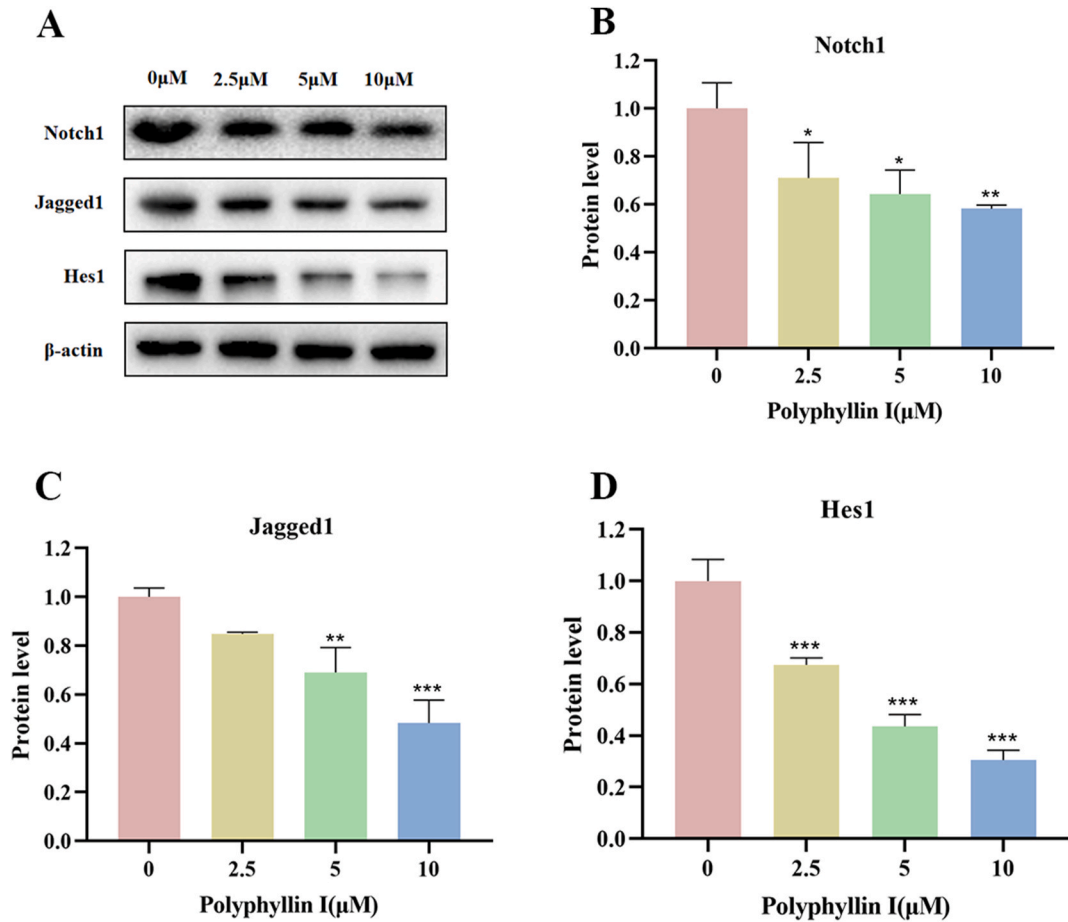 A
0μM 2.5μM 5μM 10μM
Notch1
Jagged1
Hes1
β-actin
B
Notch1
Protein level
1.2
1.0
0.8
0.6
0.4
0.2
0.0
*
*
**
0 2.5 5 10
Polyphyllin I(μM)
C
Jagged1
Protein level
1.2
1.0
0.8
0.6
0.4
0.2
0.0
**
***
0 2.5 5 10
Polyphyllin I(μM)
D
Hes1
Protein level
1.2
1.0
0.8
0.6
0.4
0.2
0.0
***
***
***
0 2.5 5 10
Polyphyllin I(μM)